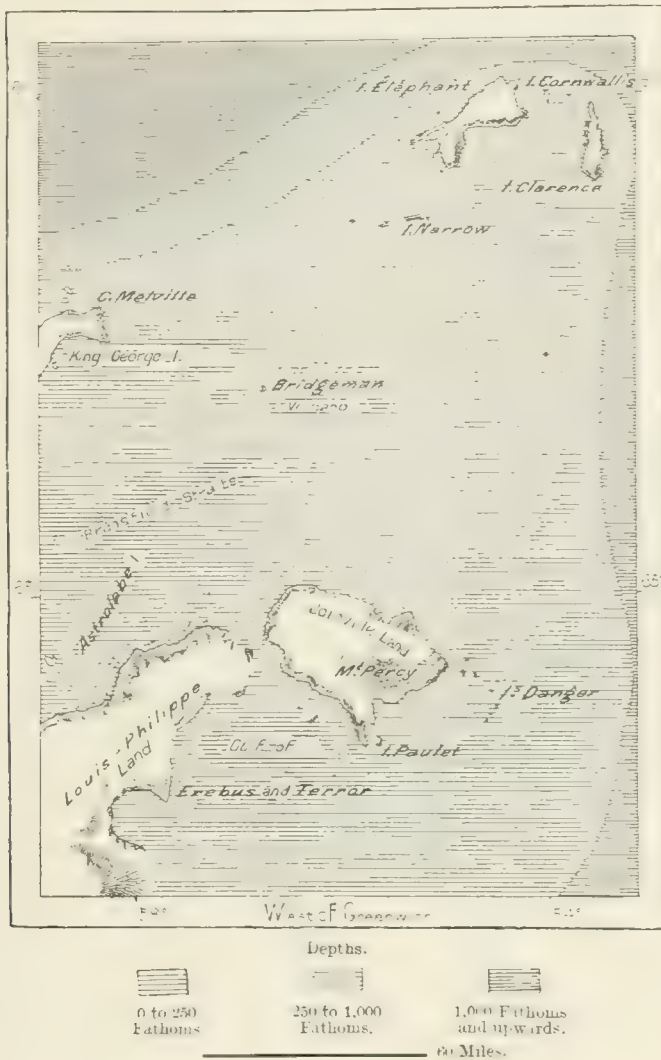 I. Elephant
I. Cornwallis
I. Clarence
I. Narrow
C. Melville
King George I.
Bridgeman
Astrolabe I.
Joinville Land
Mt. Percy
Is. Danger
Louis-Philippe
Land
I. Paulet
Erebus and Terror
West of Greenwich
Depths.
0 to 250
Fathoms
250 to 1,000
Fathoms.
1,000 Fathoms
and upwards.
60 Miles.